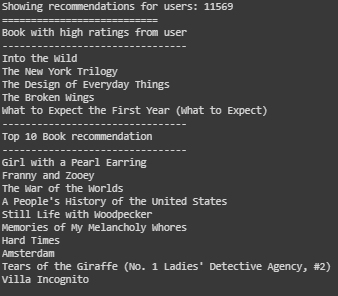 Showing recommendations for users: 11569
===========================
Book with high ratings from user
--------------------------------
Into the Wild
The New York Trilogy
The Design of Everyday Things
The Broken Wings
What to Expect the First Year (What to Expect)
--------------------------------
Top 10 Book recommendation
--------------------------------
Girl with a Pearl Earring
Franny and Zooey
The War of the Worlds
A People's History of the United States
Still Life with Woodpecker
Memories of My Melancholy Whores
Hard Times
Amsterdam
Tears of the Giraffe (No. 1 Ladies' Detective Agency, #2)
Villa Incognito